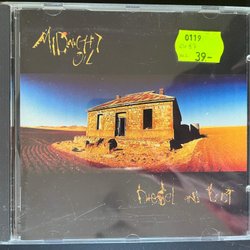 MIDNIGHT
OIL
0119
39-
DIESEL AND DUST